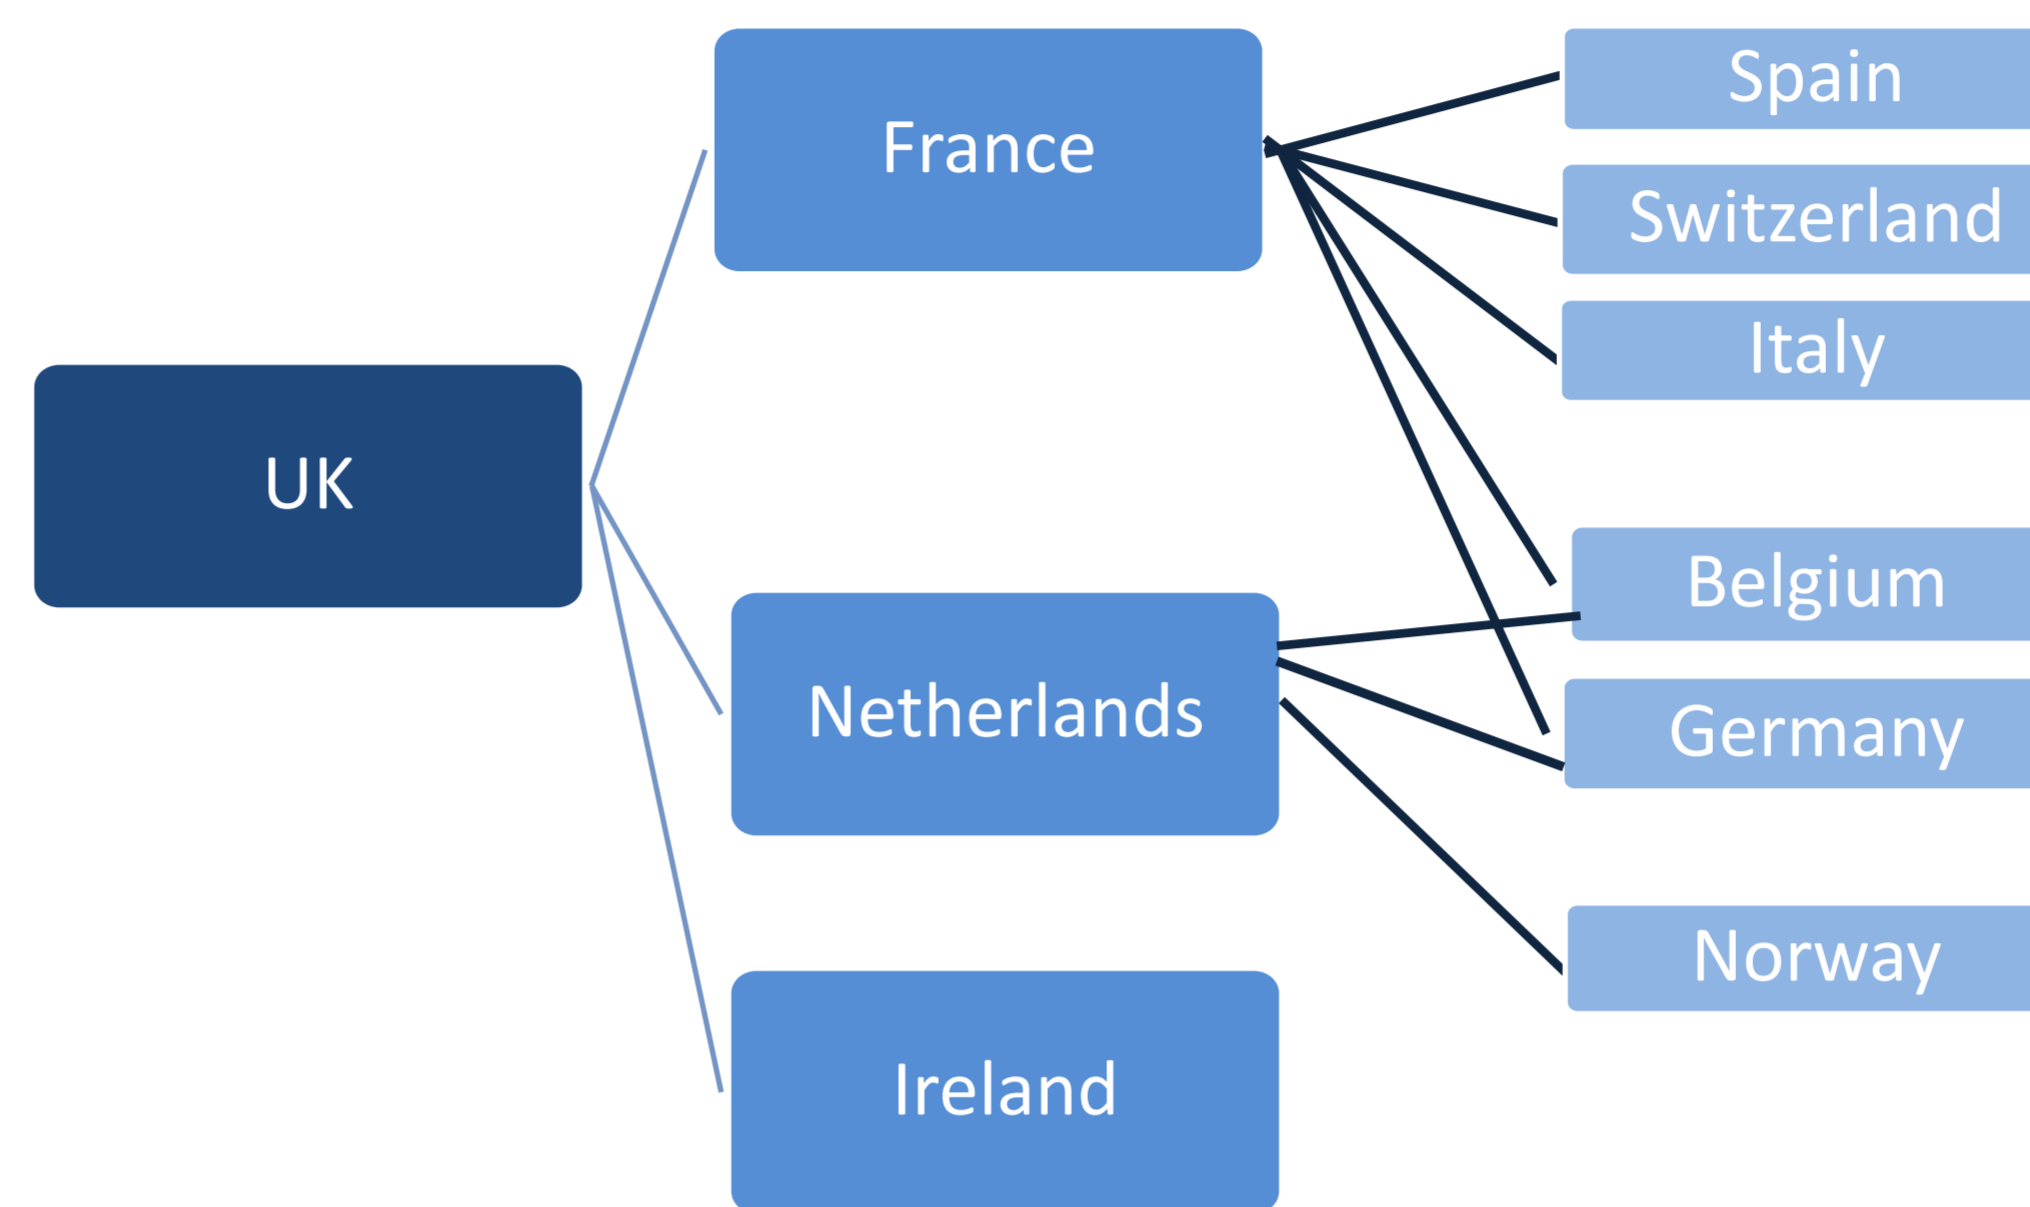 UK
France
Netherlands
Ireland
Spain
Switzerland
Italy
Belgium
Germany
Norway